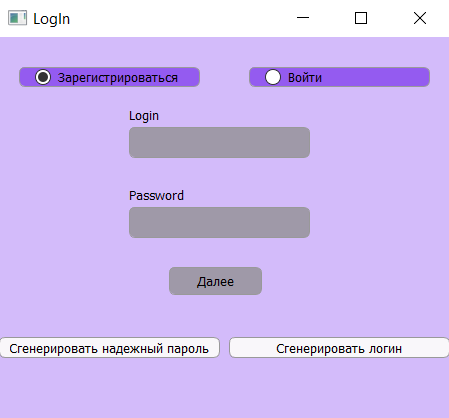 LogIn
Зарегистрироваться Войти
Login
Password
Далее
Сгенерировать надежный пароль Сгенерировать логин